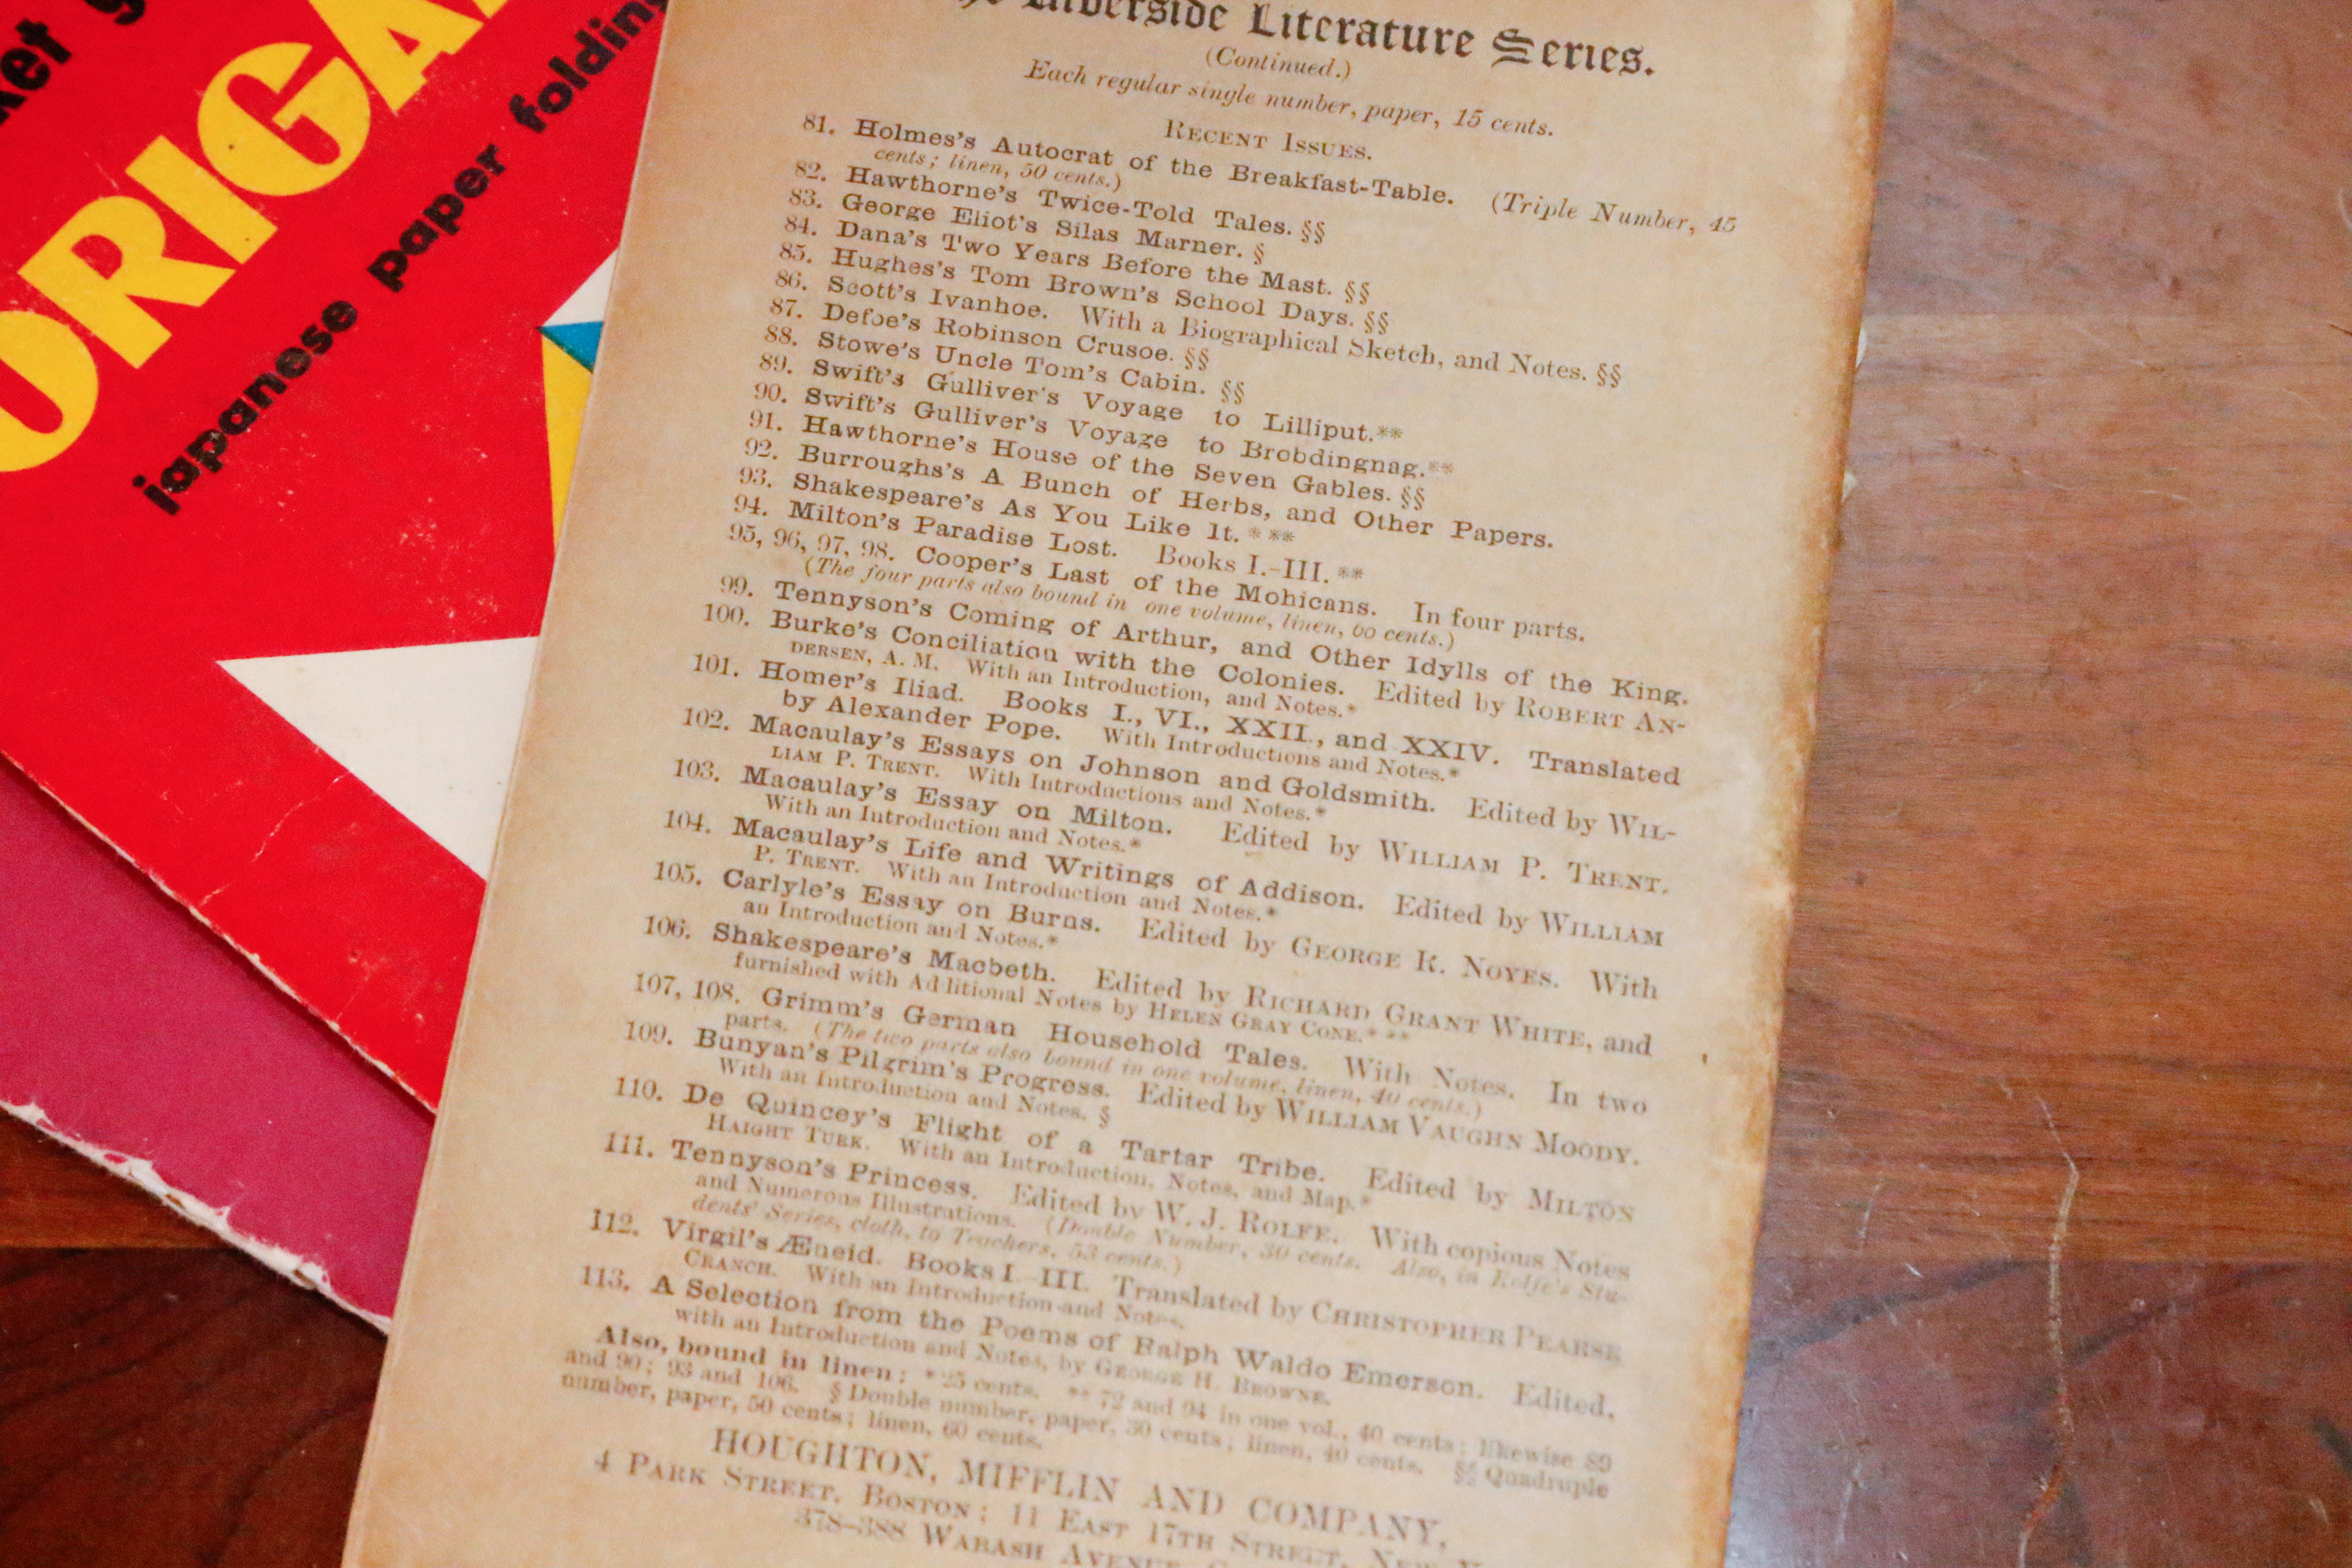 ORIGA
japanese paper folding
Riverside Literature Series.
(Continued.)
Each regular single number, paper, 15 cents.
RECENT ISSUES.
81. Holmes's Autocrat of the Breakfast-Table. (Triple Number, 45
cents; linen, 50 cents.)
82. Hawthorne's Twice-Told Tales. §§
83. George Eliot's Silas Marner. §
84. Dana's Two Years Before the Mast. §§
85. Hughes's Tom Brown's School Days. §§
86. Scott's Ivanhoe. With a Biographical Sketch, and Notes. §§
87. Defoe's Robinson Crusoe. §§
88. Stowe's Uncle Tom's Cabin. §§
89. Swift's Gulliver's Voyage to Lilliput.**
90. Swift's Gulliver's Voyage to Brobdingnag.**
91. Hawthorne's House of the Seven Gables. §§
92. Burroughs's A Bunch of Herbs, and Other Papers.
93. Shakespeare's As You Like It. * **
94. Milton's Paradise Lost. Books I.-III. **
95, 96, 97, 98. Cooper's Last of the Mohicans. In four parts.
(The four parts also bound in one volume, linen, 60 cents.)
99. Tennyson's Coming of Arthur, and Other Idylls of the King.
100. Burke's Conciliation with the Colonies. Edited by ROBERT AN-
DERSEN, A. M. With an Introduction, and Notes.*
101. Homer's Iliad. Books I., VI., XXII., and XXIV. Translated
by Alexander Pope. With Introductions and Notes.*
102. Macaulay's Essays on Johnson and Goldsmith. Edited by WIL-
LIAM P. TRENT. With Introductions and Notes.*
103. Macaulay's Essay on Milton. Edited by WILLIAM P. TRENT.
With an Introduction and Notes.*
104. Macaulay's Life and Writings of Addison. Edited by WILLIAM
P. TRENT. With an Introduction and Notes.*
105. Carlyle's Essay on Burns. Edited by GEORGE R. NOYES. With
an Introduction and Notes.*
106. Shakespeare's Macbeth. Edited by RICHARD GRANT WHITE, and
furnished with Additional Notes by HELEN GRAY CONE.* **
107, 108. Grimm's German Household Tales. With Notes. In two
parts. (The two parts also bound in one volume, linen, 40 cents.)
109. Bunyan's Pilgrim's Progress. Edited by WILLIAM VAUGHN MOODY.
With an Introduction and Notes. §
110. De Quincey's Flight of a Tartar Tribe. Edited by MILTON
HAIGHT TURK. With an Introduction, Notes, and Map.*
111. Tennyson's Princess. Edited by W. J. ROLFE. With copious Notes
and Numerous Illustrations. (Double Number, 30 cents. Also, in Rolfe's Stu-
dents' Series, cloth, to Teachers, 53 cents.)
112. Virgil's Æneid. Books I. III. Translated by CHRISTOPHER PEARSE
CRANCH. With an Introduction and Notes.
113. A Selection from the Poems of Ralph Waldo Emerson. Edited,
with an Introduction and Notes, by GEORGE H. BROWNE.
Also, bound in linen: * 25 cents. ** 72 and 94 in one vol., 40 cents; likewise 89
and 90; 93 and 106. § Double number, paper, 30 cents; linen, 40 cents. §§ Quadruple
number, paper, 50 cents; linen, 60 cents.
HOUGHTON, MIFFLIN AND COMPANY,
4 PARK STREET, BOSTON; 11 EAST 17TH STREET, NEW
378-388 WABASH AVENUE